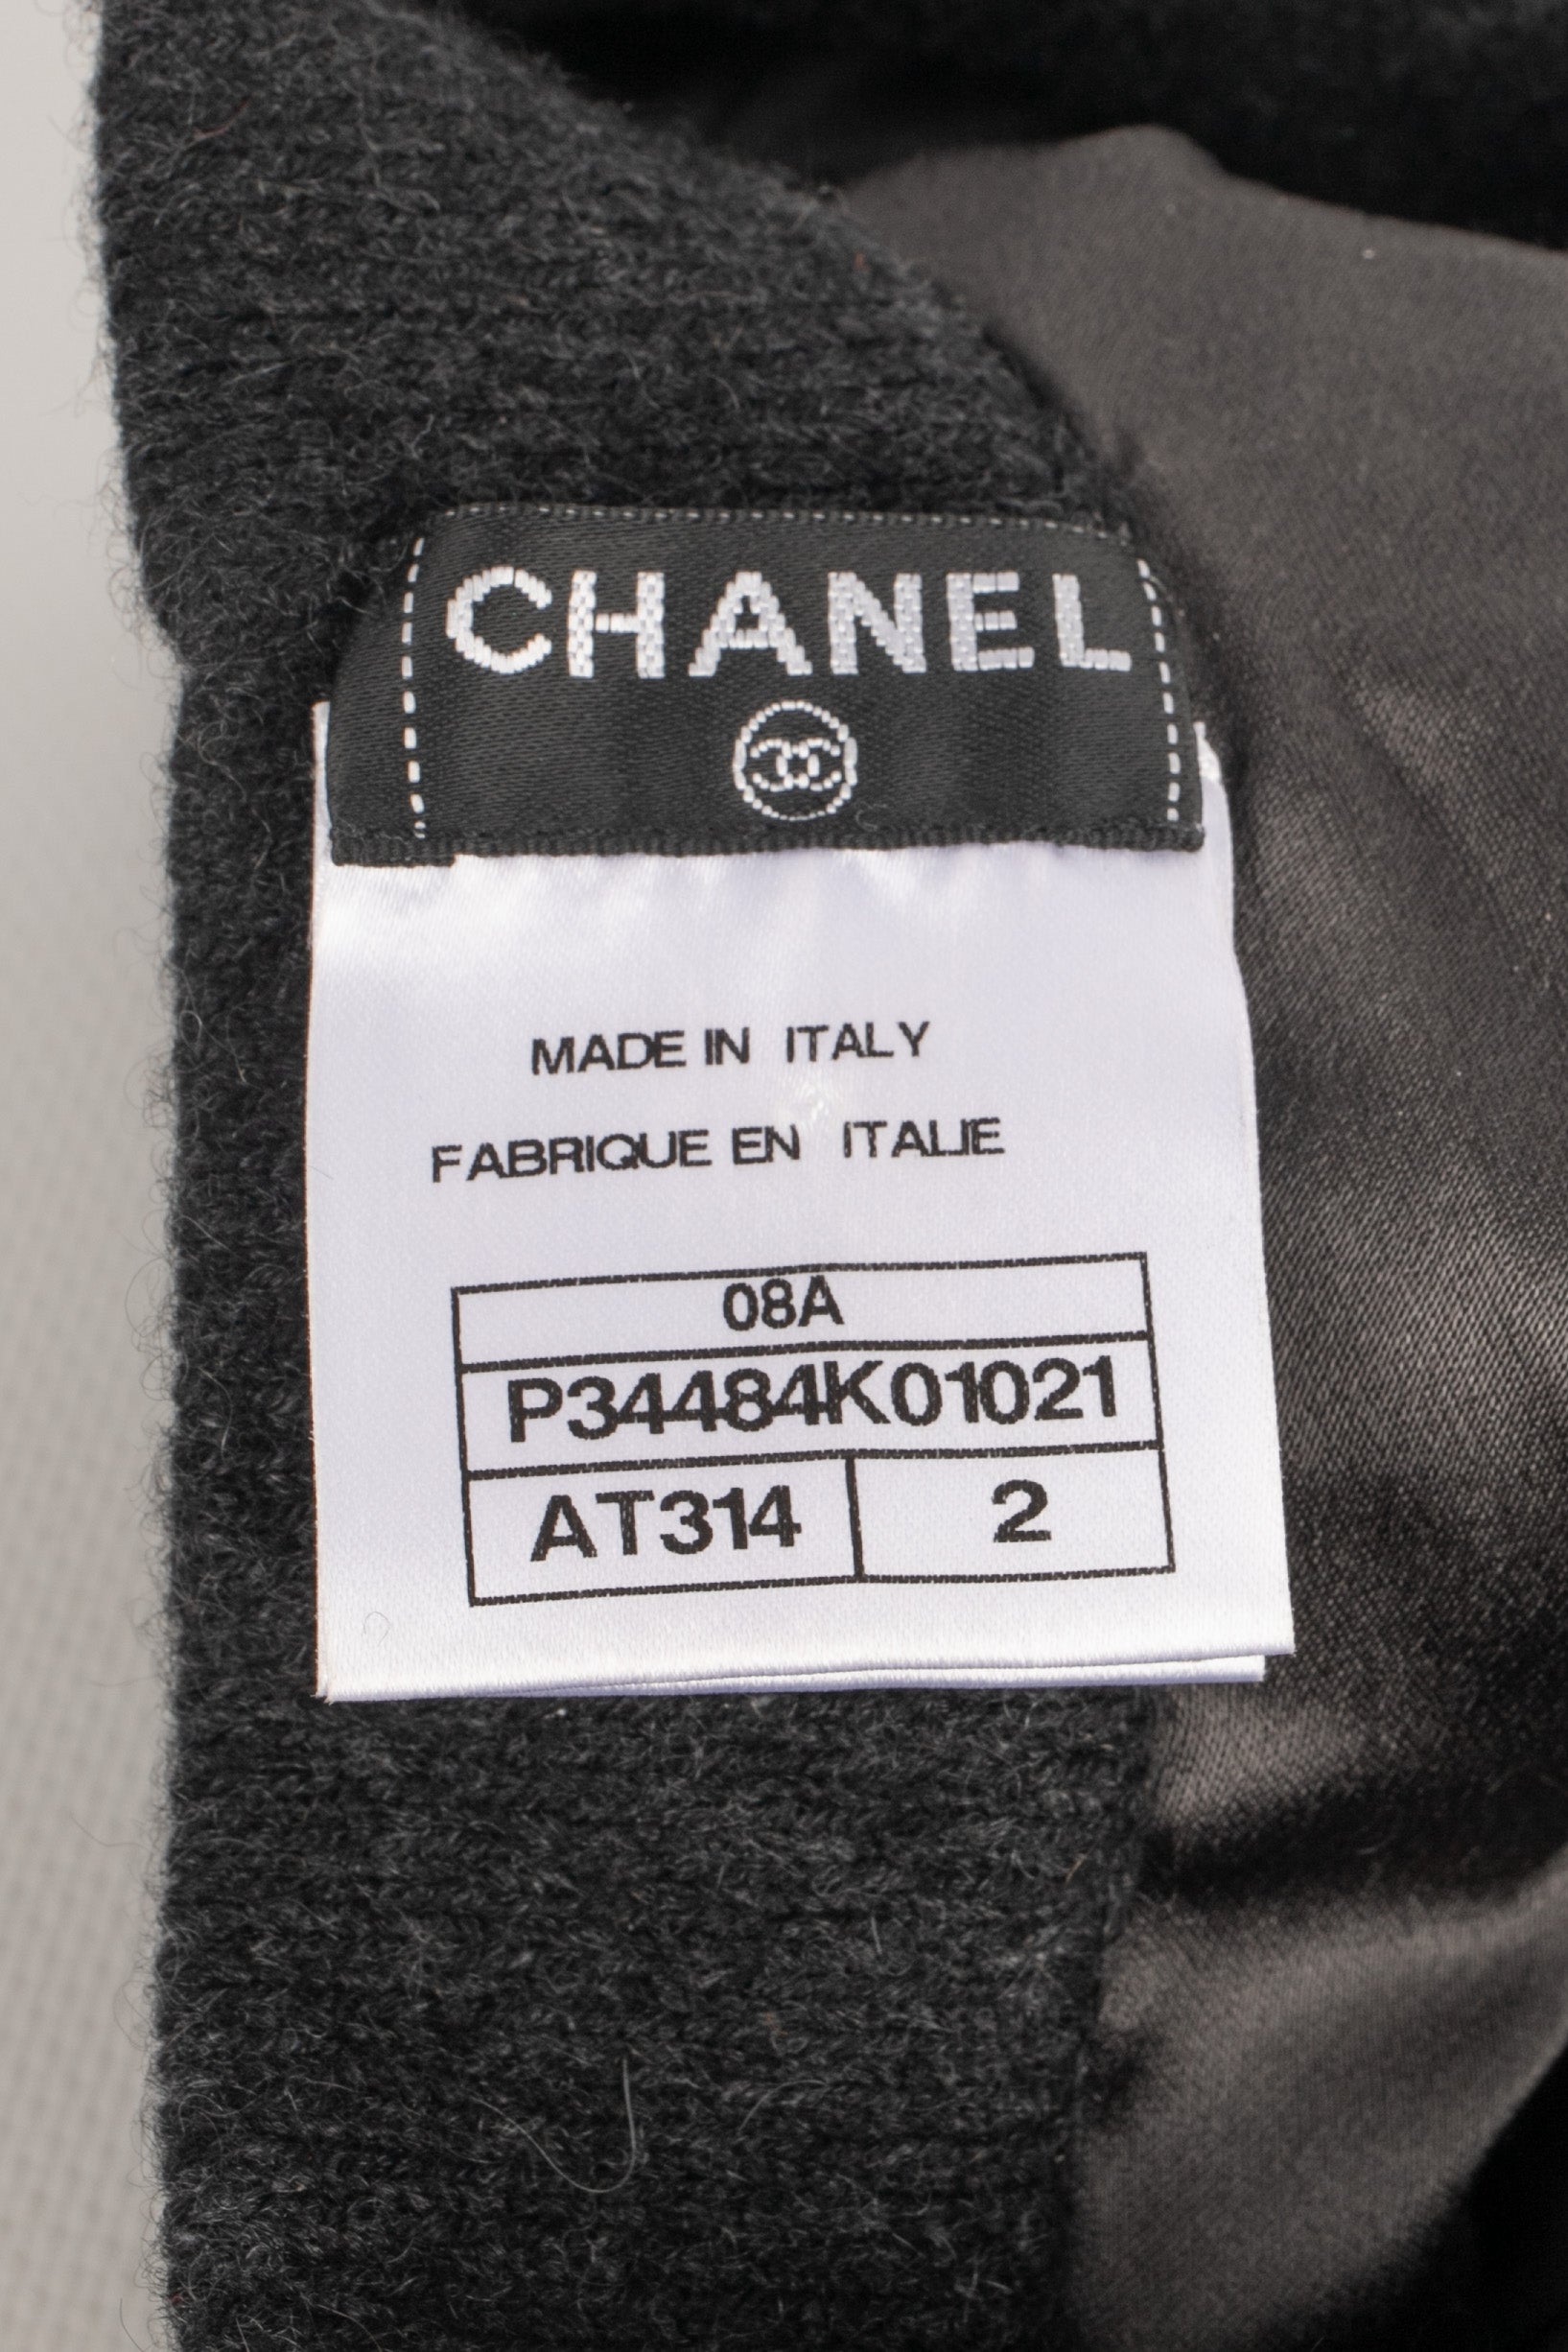 CHANEL
MADE IN ITALY
FABRIQUE EN ITALIE
08A
P34484K01021
AT314 2